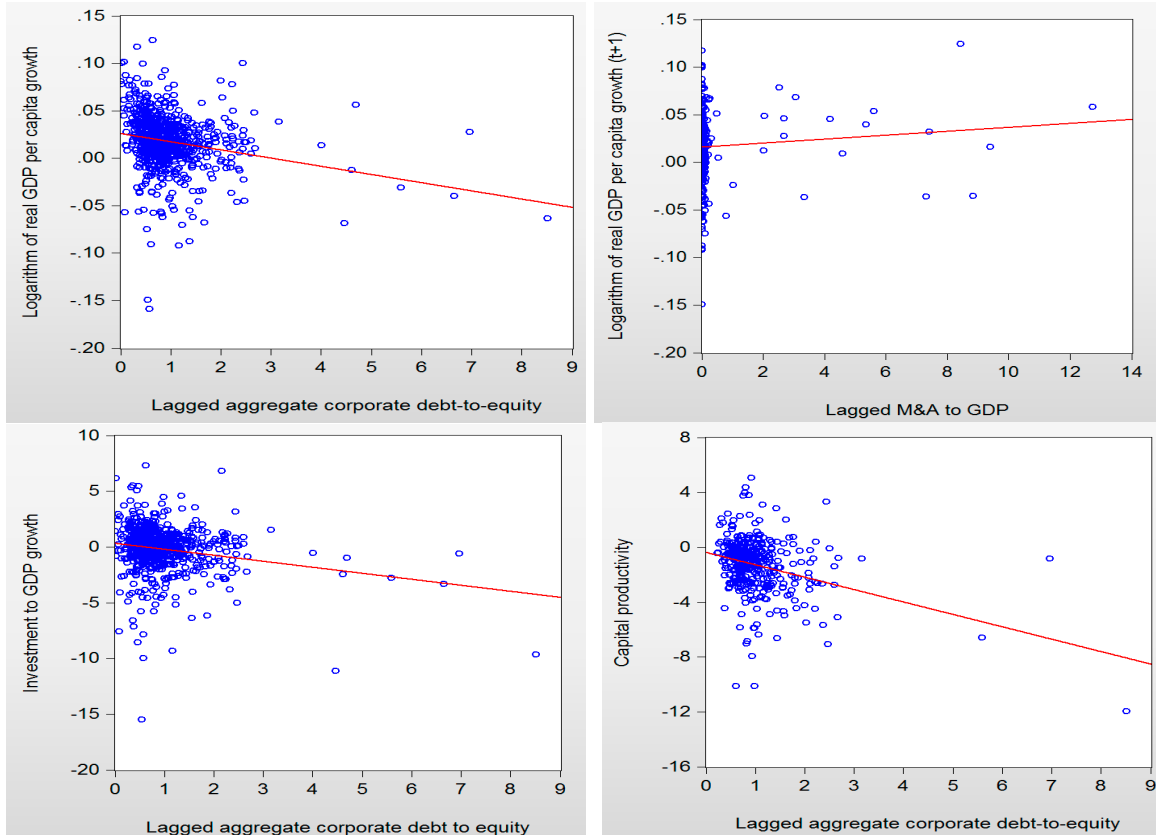 .15
.10
.05
.00
-.05
-.10
-.15
-.20
Logarithm of real GDP per capita growth
0 1 2 3 4 5 6 7 8 9
Lagged aggregate corporate debt-to-equity
.15
.10
.05
.00
-.05
-.10
-.15
-.20
Logarithm of real GDP per capita growth (t+1)
0 2 4 6 8 10 12 14
Lagged M&A to GDP
10
5
0
-5
-10
-15
-20
Investment to GDP growth
0 1 2 3 4 5 6 7 8 9
Lagged aggregate corporate debt to equity
8
4
-0
-4
-8
-12
-16
Capital productivity
0 1 2 3 4 5 6 7 8 9
Lagged aggregate corporate debt-to-equity